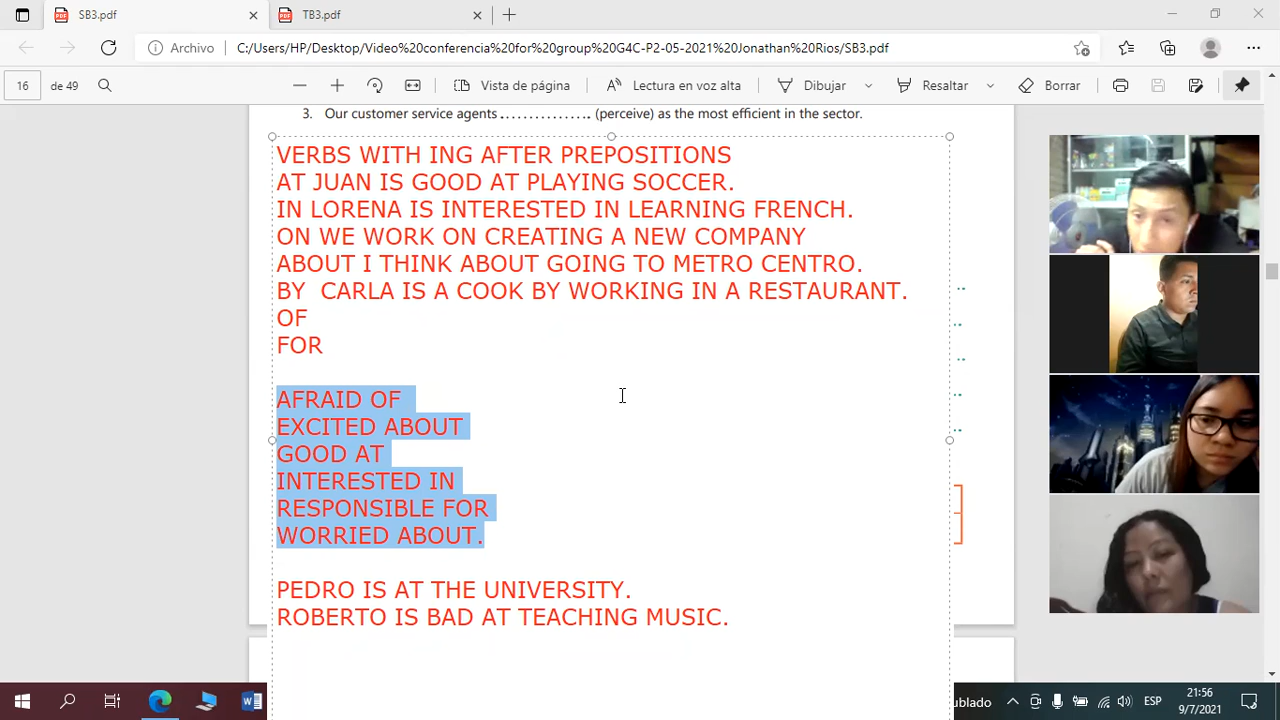 SB3.pdf
TB3.pdf
Archivo C:/Users/HP/Desktop/Video%20conferencia%20for%20group%20G4C-P2-05-2021%20Jonathan%20Rios/SB3.pdf
16 de 49 Vista de página Lectura en voz alta Dibujar Resaltar Borrar
3. Our customer service agents ............... (perceive) as the most efficient in the sector.
VERBS WITH ING AFTER PREPOSITIONS
AT JUAN IS GOOD AT PLAYING SOCCER.
IN LORENA IS INTERESTED IN LEARNING FRENCH.
ON WE WORK ON CREATING A NEW COMPANY
ABOUT I THINK ABOUT GOING TO METRO CENTRO.
BY CARLA IS A COOK BY WORKING IN A RESTAURANT.
OF
FOR
AFRAID OF
EXCITED ABOUT
GOOD AT
INTERESTED IN
RESPONSIBLE FOR
WORRIED ABOUT.
PEDRO IS AT THE UNIVERSITY.
ROBERTO IS BAD AT TEACHING MUSIC.
ublado ESP 21:56
9/7/2021